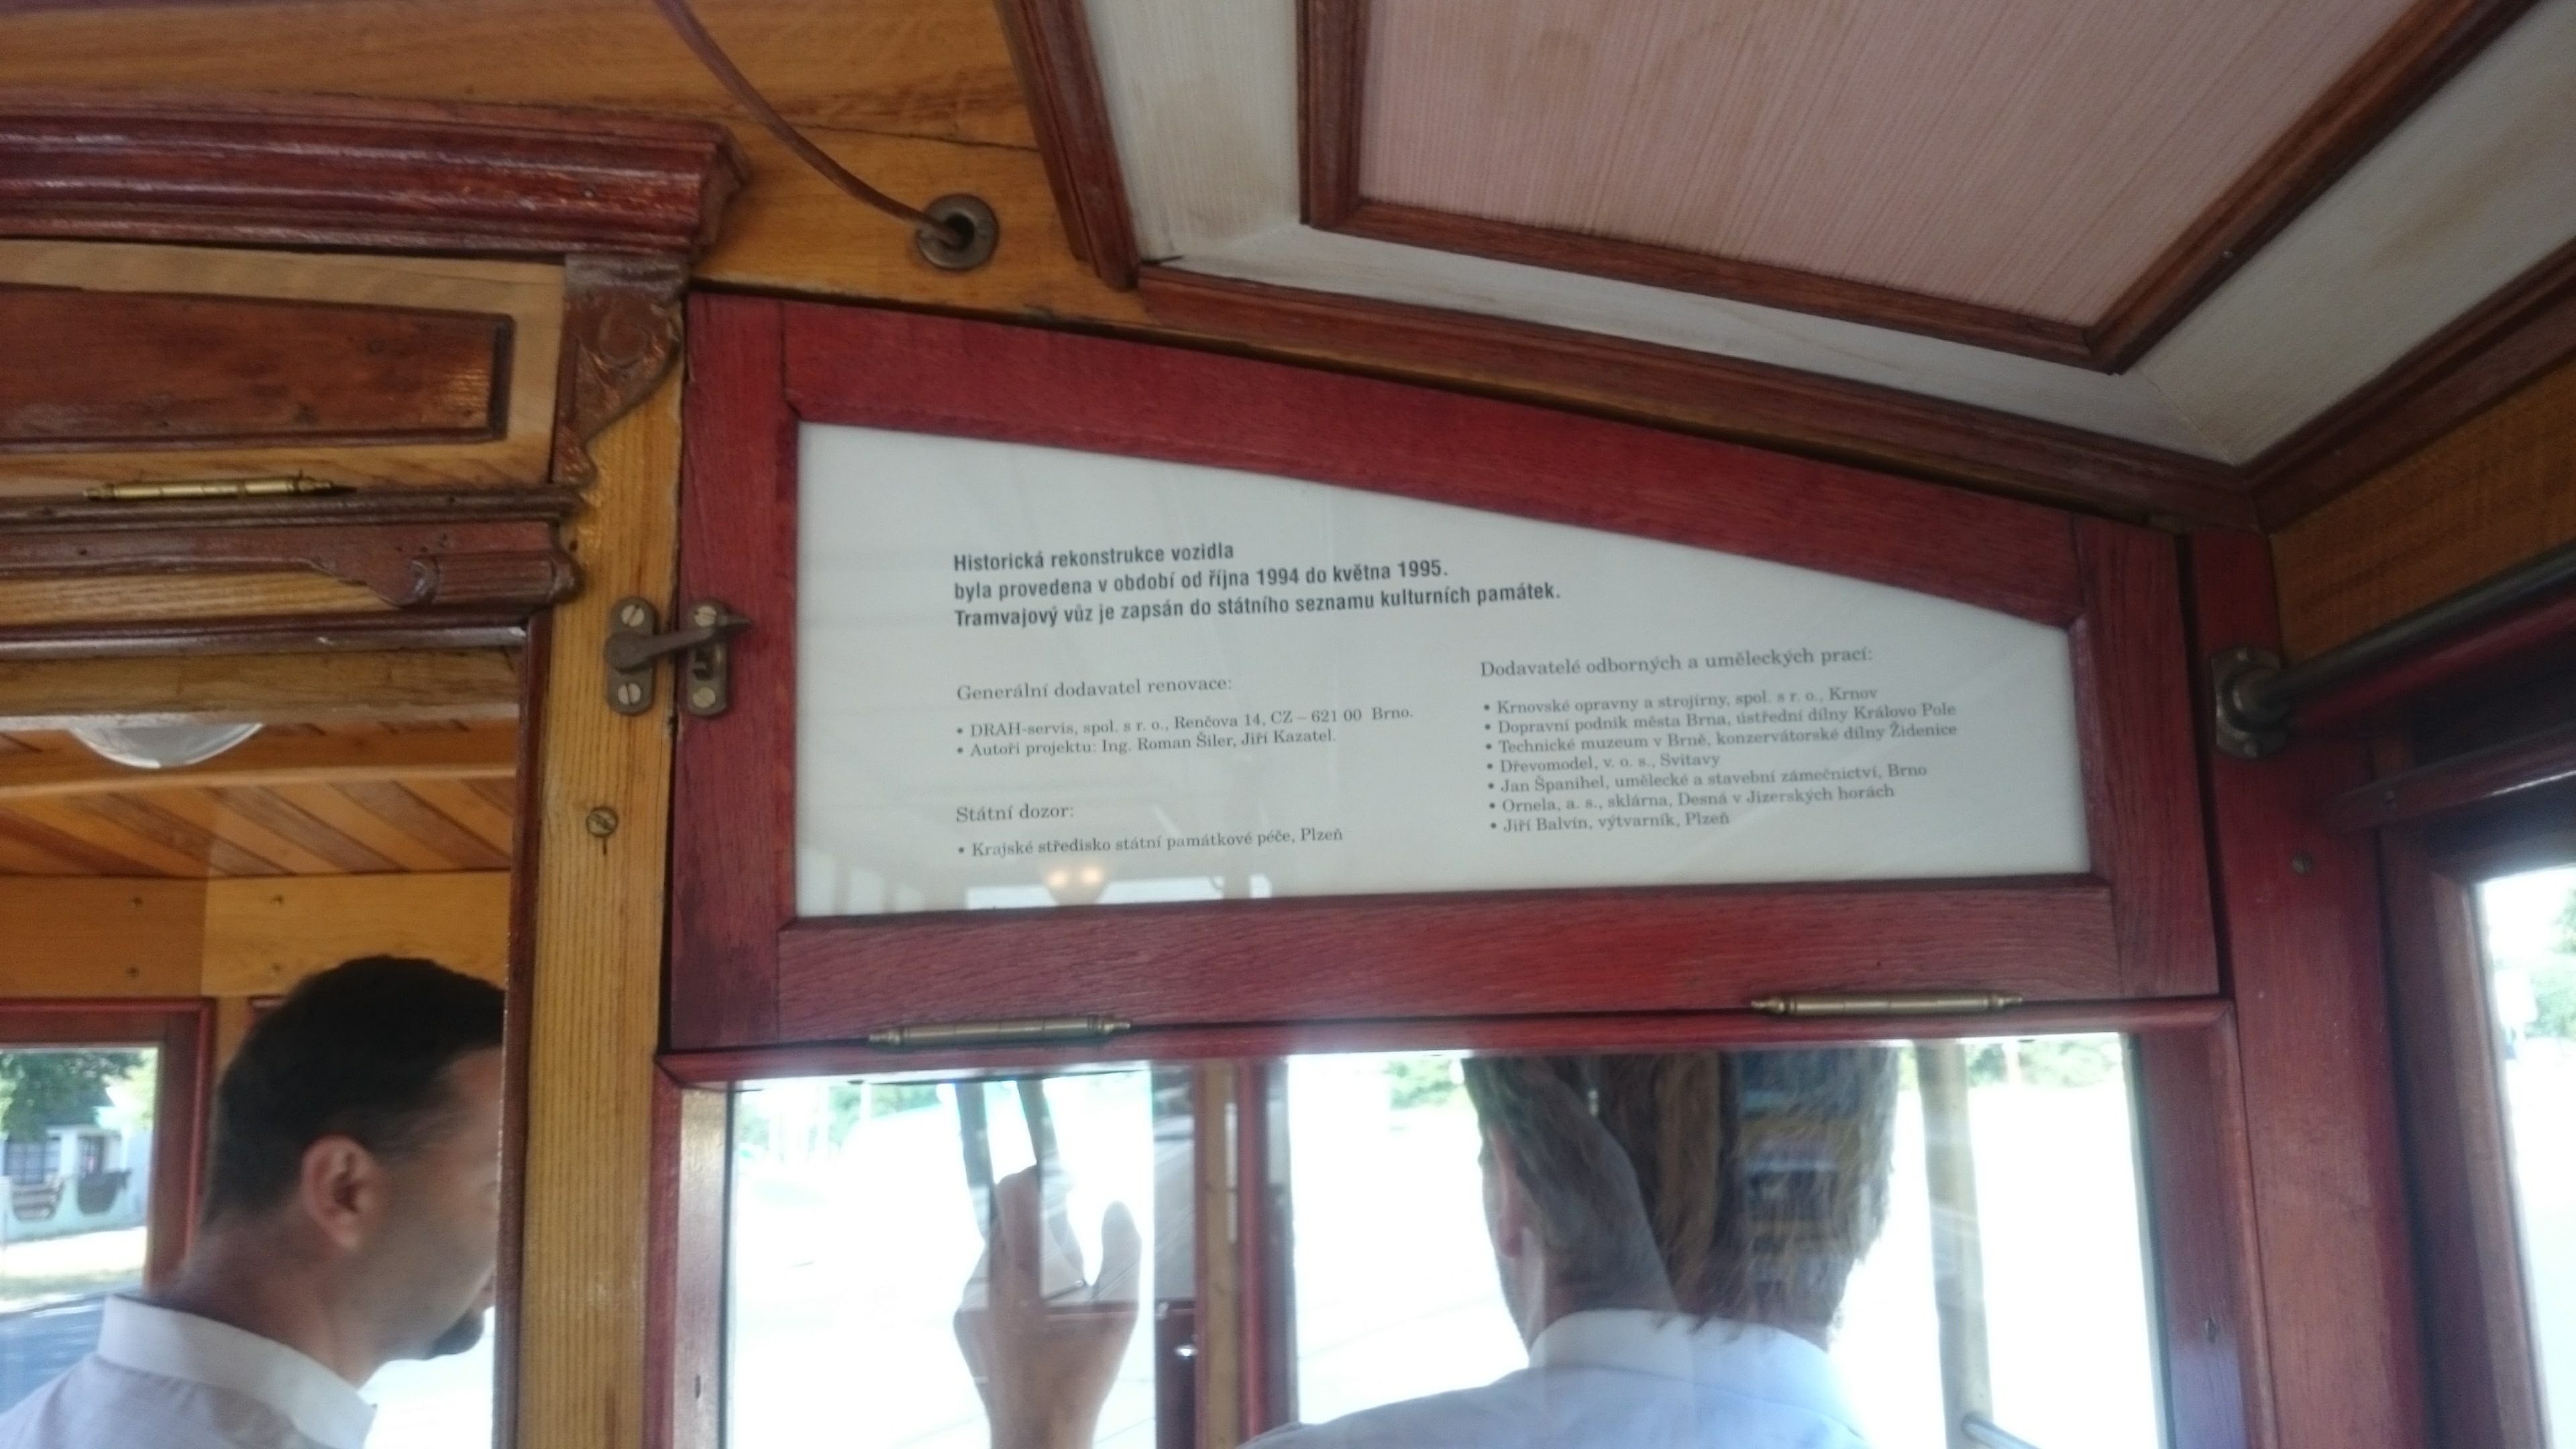 Historická rekonstrukce vozidla
byla provedena v období od října 1994 do května 1995.
Tramvajový vůz je zapsán do státního seznamu kulturních památek.
Generální dodavatel renovace:
• DRAH-servis, spol. s r. o., Renčova 14, CZ – 621 00 Brno.
• Autoři projektu: Ing. Roman Šiler, Jiří Kazatel.
Státní dozor:
• Krajské středisko státní památkové péče, Plzeň
Dodavatelé odborných a uměleckých prací:
• Krnovské opravny a strojírny, spol. s r. o., Krnov
• Dopravní podnik města Brna, ústřední dílny Královo Pole
• Technické muzeum v Brně, konzervátorské dílny Židenice
• Dřevomodel, v. o. s., Svitavy
• Jan Španihel, umělecké a stavební zámečnictví, Brno
• Ornela, a. s., sklárna, Desná v Jizerských horách
• Jiří Balvín, výtvarník, Plzeň